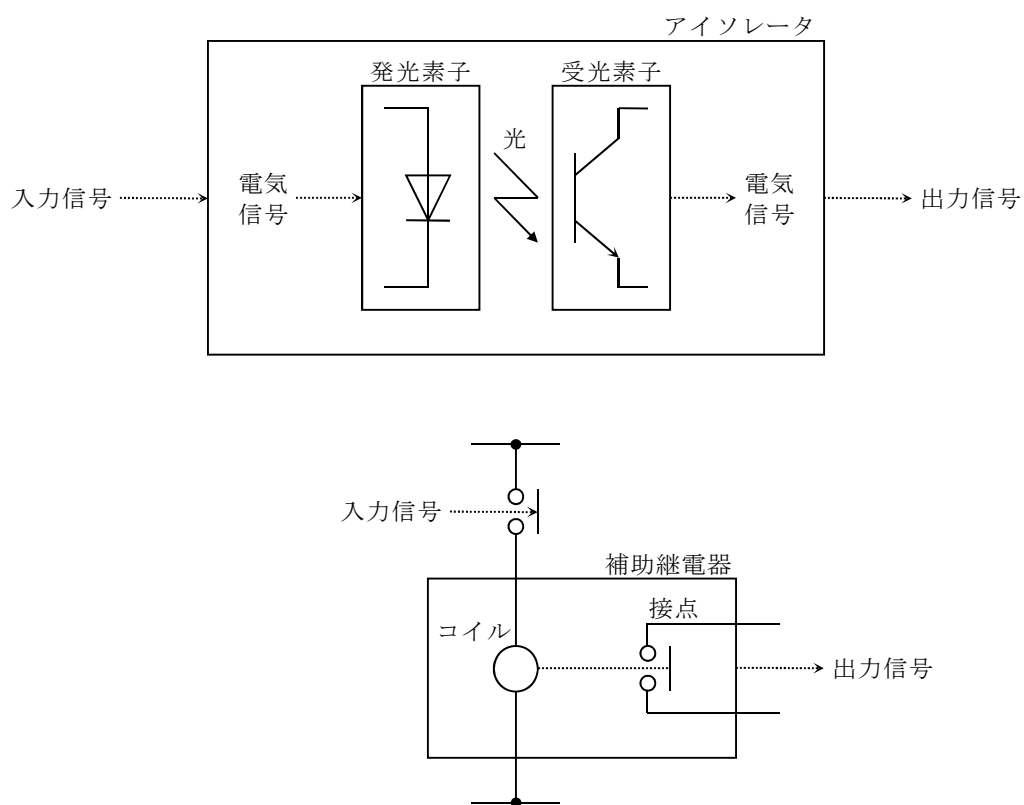 アイソレータ
発光素子
受光素子
光
入力信号
電気
信号
電気
信号
出力信号
入力信号
補助継電器
接点
コイル
出力信号